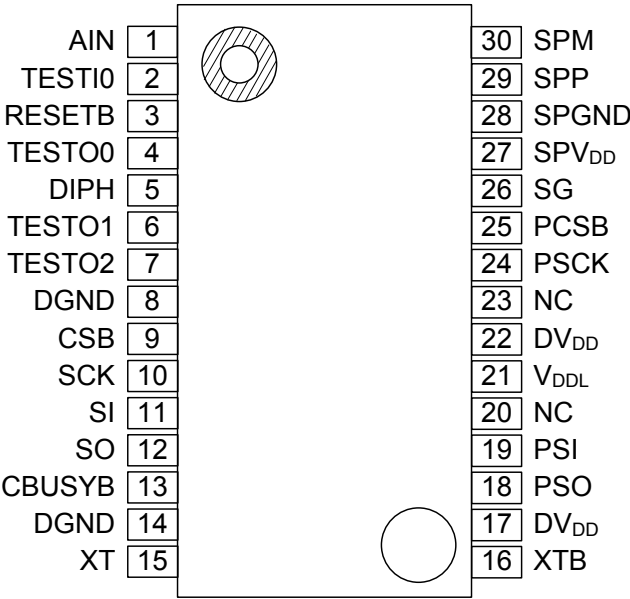 AIN 1 30 SPM
TESTI0 2 29 SPP
RESETB 3 28 SPGND
TESTO0 4 27 SPVDD
DIPH 5 26 SG
TESTO1 6 25 PCSB
TESTO2 7 24 PSCK
DGND 8 23 NC
CSB 9 22 DVDD
SCK 10 21 VDDL
SI 11 20 NC
SO 12 19 PSI
CBUSYB 13 18 PSO
DGND 14 17 DVDD
XT 15 16 XTB